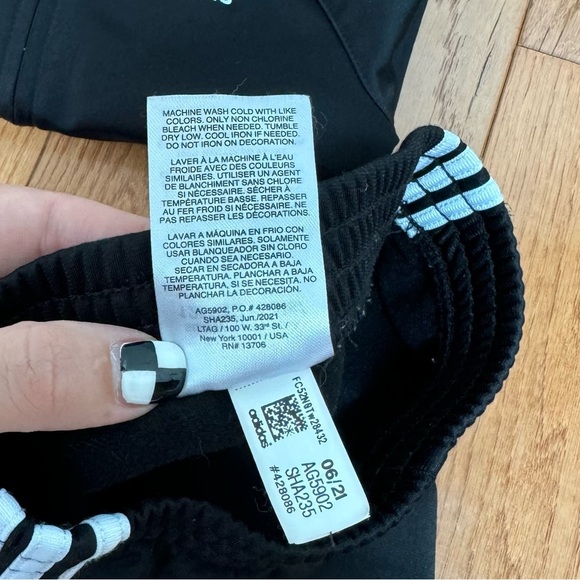 MACHINE WASH COLD WITH LIKE
COLORS. ONLY NON CHLORINE
BLEACH WHEN NEEDED. TUMBLE
DRY LOW. COOL IRON IF NEEDED.
DO NOT IRON ON DECORATION.
LAVER À LA MACHINE À L'EAU
FROIDE AVEC DES COULEURS
SIMILAIRES. UTILISER UN AGENT
DE BLANCHIMENT SANS CHLORE
SI NÉCESSAIRE. SÉCHER À
TEMPÉRATURE BASSE. REPASSER
AU FER FROID SI NÉCESSAIRE. NE
PAS REPASSER LES DÉCORATIONS.
LAVAR A MÁQUINA EN FRIO CON
COLORES SIMILARES. SOLAMENTE
USAR BLANQUEADOR SIN CLORO
CUANDO SEA NECESARIO.
SECAR EN SECADORA A BAJA
TEMPERATURA. PLANCHAR A BAJA
TEMPERATURA, SI SE NECESITA. NO
PLANCHAR LA DECORACIÓN.
AG5902, P.O.# 428086
SHA235, Jun./2021
LTAG / 100 W. 33rd St. /
New York 10001 / USA
RN# 13706
FC52N0Tw28432
adidas
06/21
AG5902
SHA235
#428086